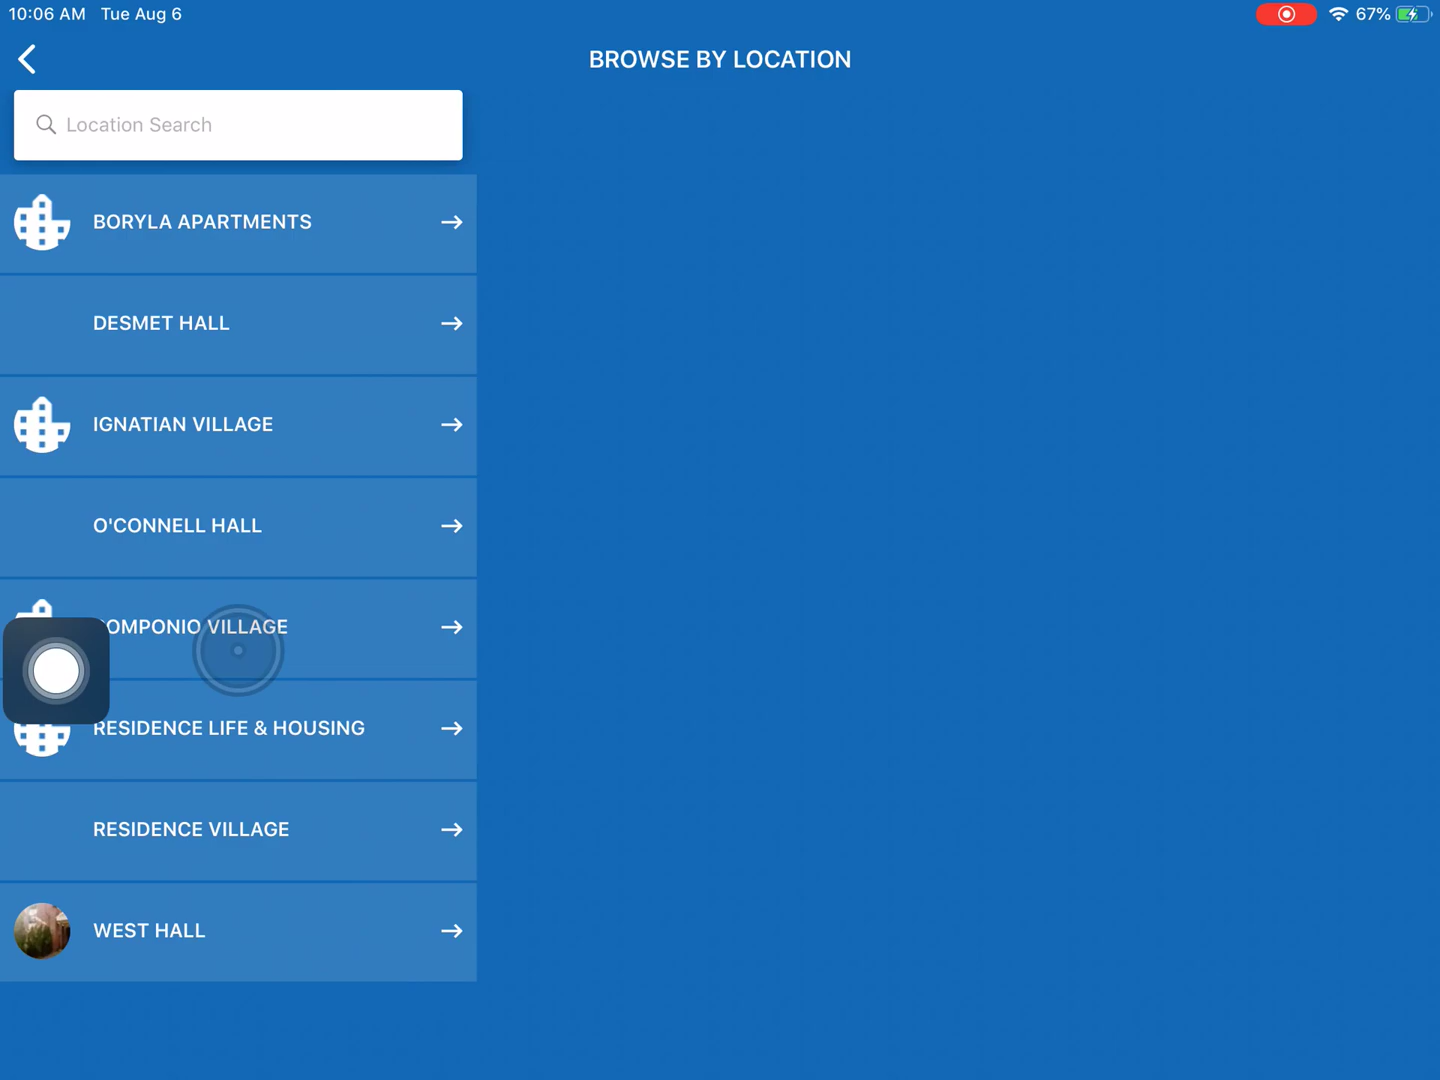 10:06 AM Tue Aug 6
67%
BROWSE BY LOCATION
Location Search
BORYLA APARTMENTS
DESMET HALL
IGNATIAN VILLAGE
O'CONNELL HALL
OMPONIO VILLAGE
RESIDENCE LIFE & HOUSING
RESIDENCE VILLAGE
WEST HALL